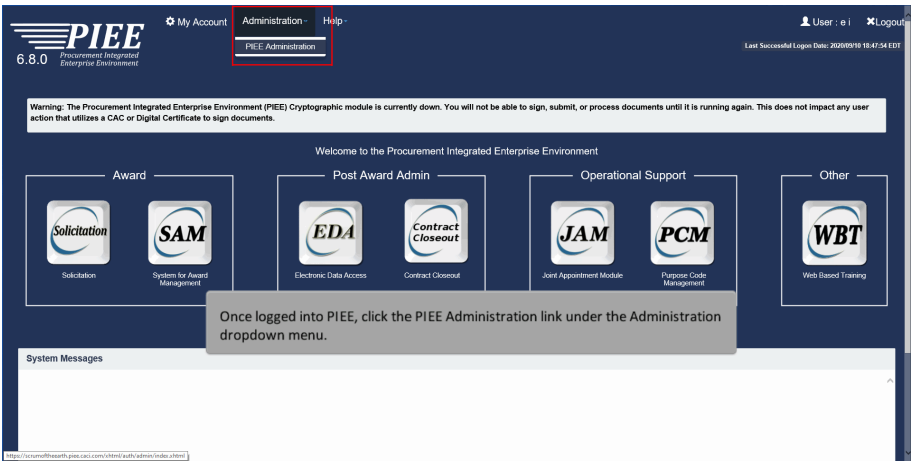 PIEE
6.8.0 Procurement Integrated Enterprise Environment
My Account Administration Help
PIEE Administration
User : e i Logout
Last Successful Logon Date: 2020/09/10 18:47:54 EDT
Warning: The Procurement Integrated Enterprise Environment (PIEE) Cryptographic module is currently down. You will not be able to sign, submit, or process documents until it is running again. This does not impact any user
action that utilizes a CAC or Digital Certificate to sign documents.
Welcome to the Procurement Integrated Enterprise Environment
Award
Solicitation
SAM
Solicitation
System for Award Management
Post Award Admin
EDA
Contract Closeout
Electronic Data Access
Contract Closeout
Operational Support
JAM
PCM
Joint Appointment Module
Purpose Code Management
Other
WBT
Web Based Training
Once logged into PIEE, click the PIEE Administration link under the Administration
dropdown menu.
System Messages
https://scrumoftheearth.piee.caci.com/xhtml/auth/admin/index.xhtml